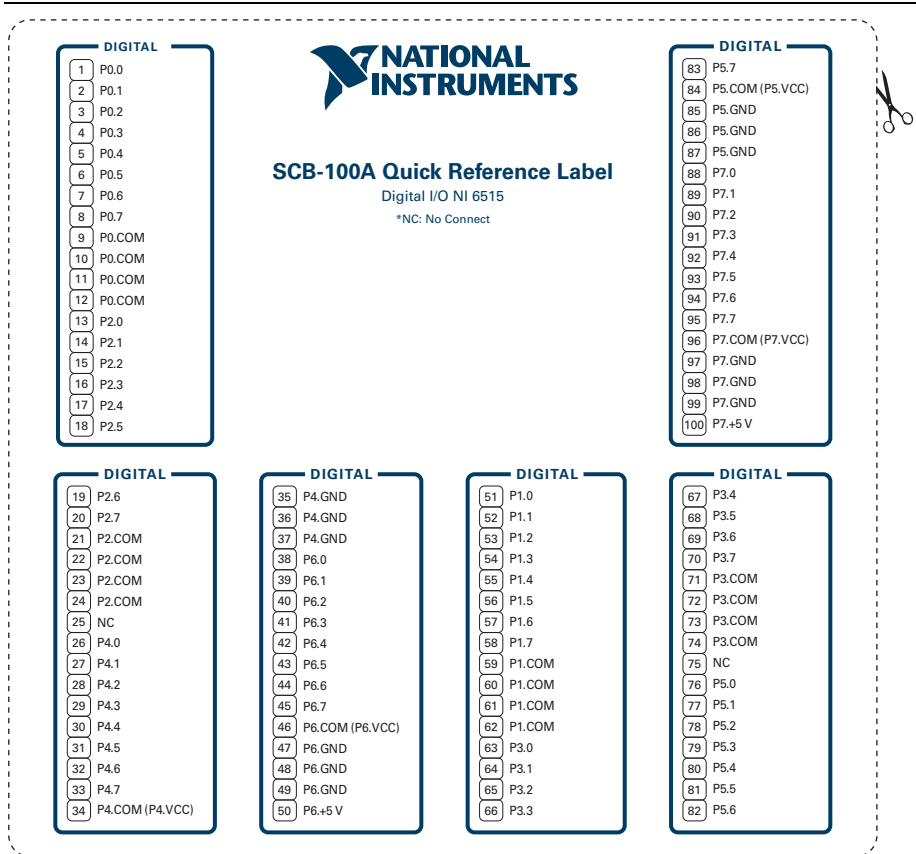 DIGITAL
1 P0.0
2 P0.1
3 P0.2
4 P0.3
5 P0.4
6 P0.5
7 P0.6
8 P0.7
9 P0.COM
10 P0.COM
11 P0.COM
12 P0.COM
13 P2.0
14 P2.1
15 P2.2
16 P2.3
17 P2.4
18 P2.5
NATIONAL
INSTRUMENTS
SCB-100A Quick Reference Label
Digital I/O NI 6515
*NC: No Connect
DIGITAL
83 P5.7
84 P5.COM (P5.VCC)
85 P5.GND
86 P5.GND
87 P5.GND
88 P7.0
89 P7.1
90 P7.2
91 P7.3
92 P7.4
93 P7.5
94 P7.6
95 P7.7
96 P7.COM (P7.VCC)
97 P7.GND
98 P7.GND
99 P7.GND
100 P7.+5 V
DIGITAL
19 P2.6
20 P2.7
21 P2.COM
22 P2.COM
23 P2.COM
24 P2.COM
25 NC
26 P4.0
27 P4.1
28 P4.2
29 P4.3
30 P4.4
31 P4.5
32 P4.6
33 P4.7
34 P4.COM (P4.VCC)
DIGITAL
35 P4.GND
36 P4.GND
37 P4.GND
38 P6.0
39 P6.1
40 P6.2
41 P6.3
42 P6.4
43 P6.5
44 P6.6
45 P6.7
46 P6.COM (P6.VCC)
47 P6.GND
48 P6.GND
49 P6.GND
50 P6.+5 V
DIGITAL
51 P1.0
52 P1.1
53 P1.2
54 P1.3
55 P1.4
56 P1.5
57 P1.6
58 P1.7
59 P1.COM
60 P1.COM
61 P1.COM
62 P1.COM
63 P3.0
64 P3.1
65 P3.2
66 P3.3
DIGITAL
67 P3.4
68 P3.5
69 P3.6
70 P3.7
71 P3.COM
72 P3.COM
73 P3.COM
74 P3.COM
75 NC
76 P5.0
77 P5.1
78 P5.2
79 P5.3
80 P5.4
81 P5.5
82 P5.6